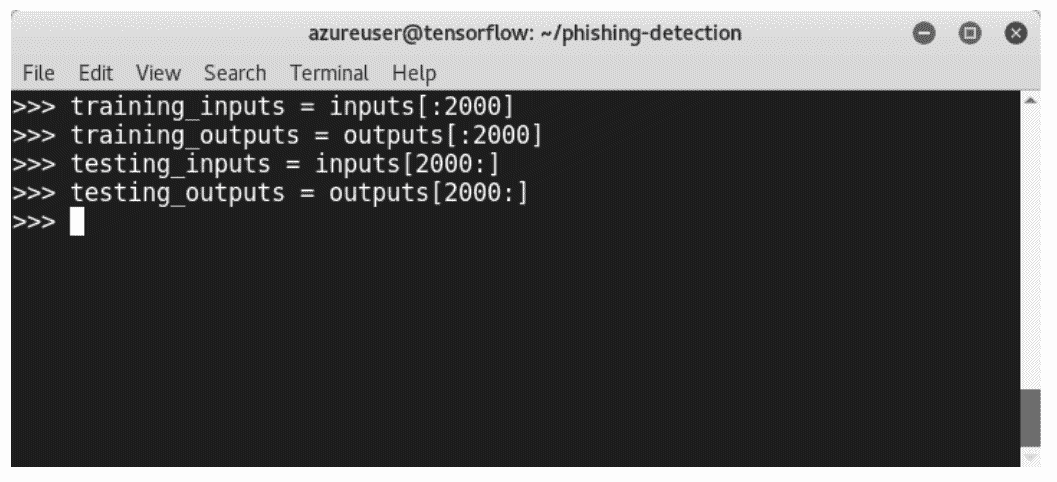 azureuser@tensorflow: ~/phishing-detection
File Edit View Search Terminal Help
>>> training_inputs = inputs[:2000]
>>> training_outputs = outputs[:2000]
>>> testing_inputs = inputs[2000:]
>>> testing_outputs = outputs[2000:]
>>>